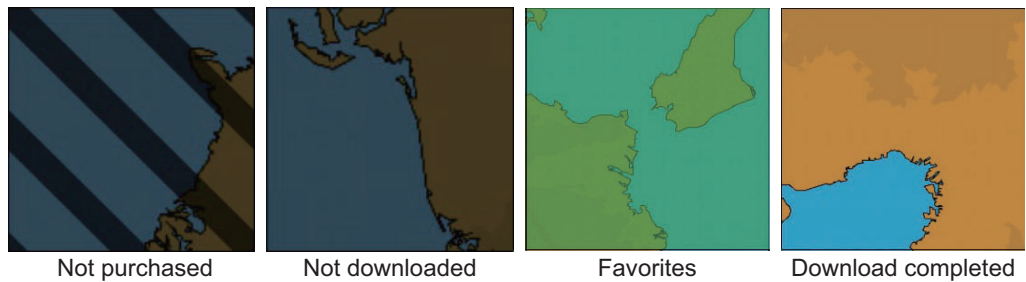 Not purchased
Not downloaded
Favorites
Download completed